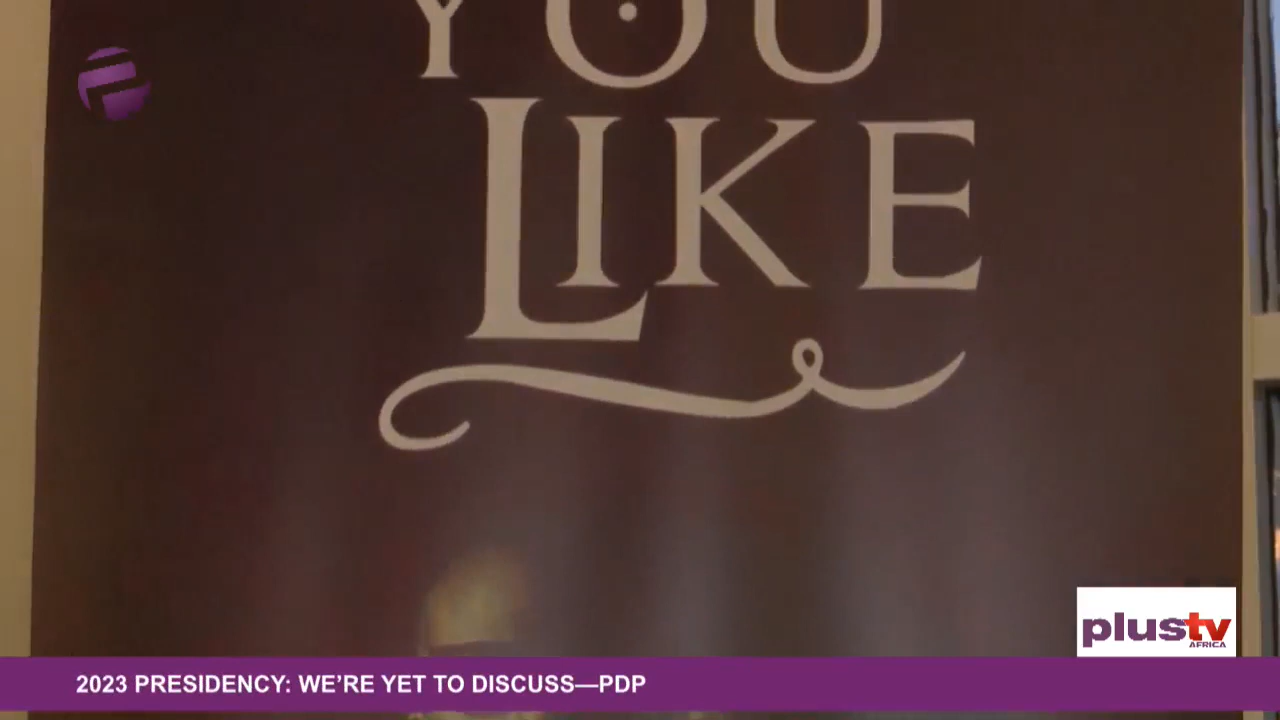 YOU
LIKE
plustv
AFRICA
2023 PRESIDENCY: WE'RE YET TO DISCUSS—PDP